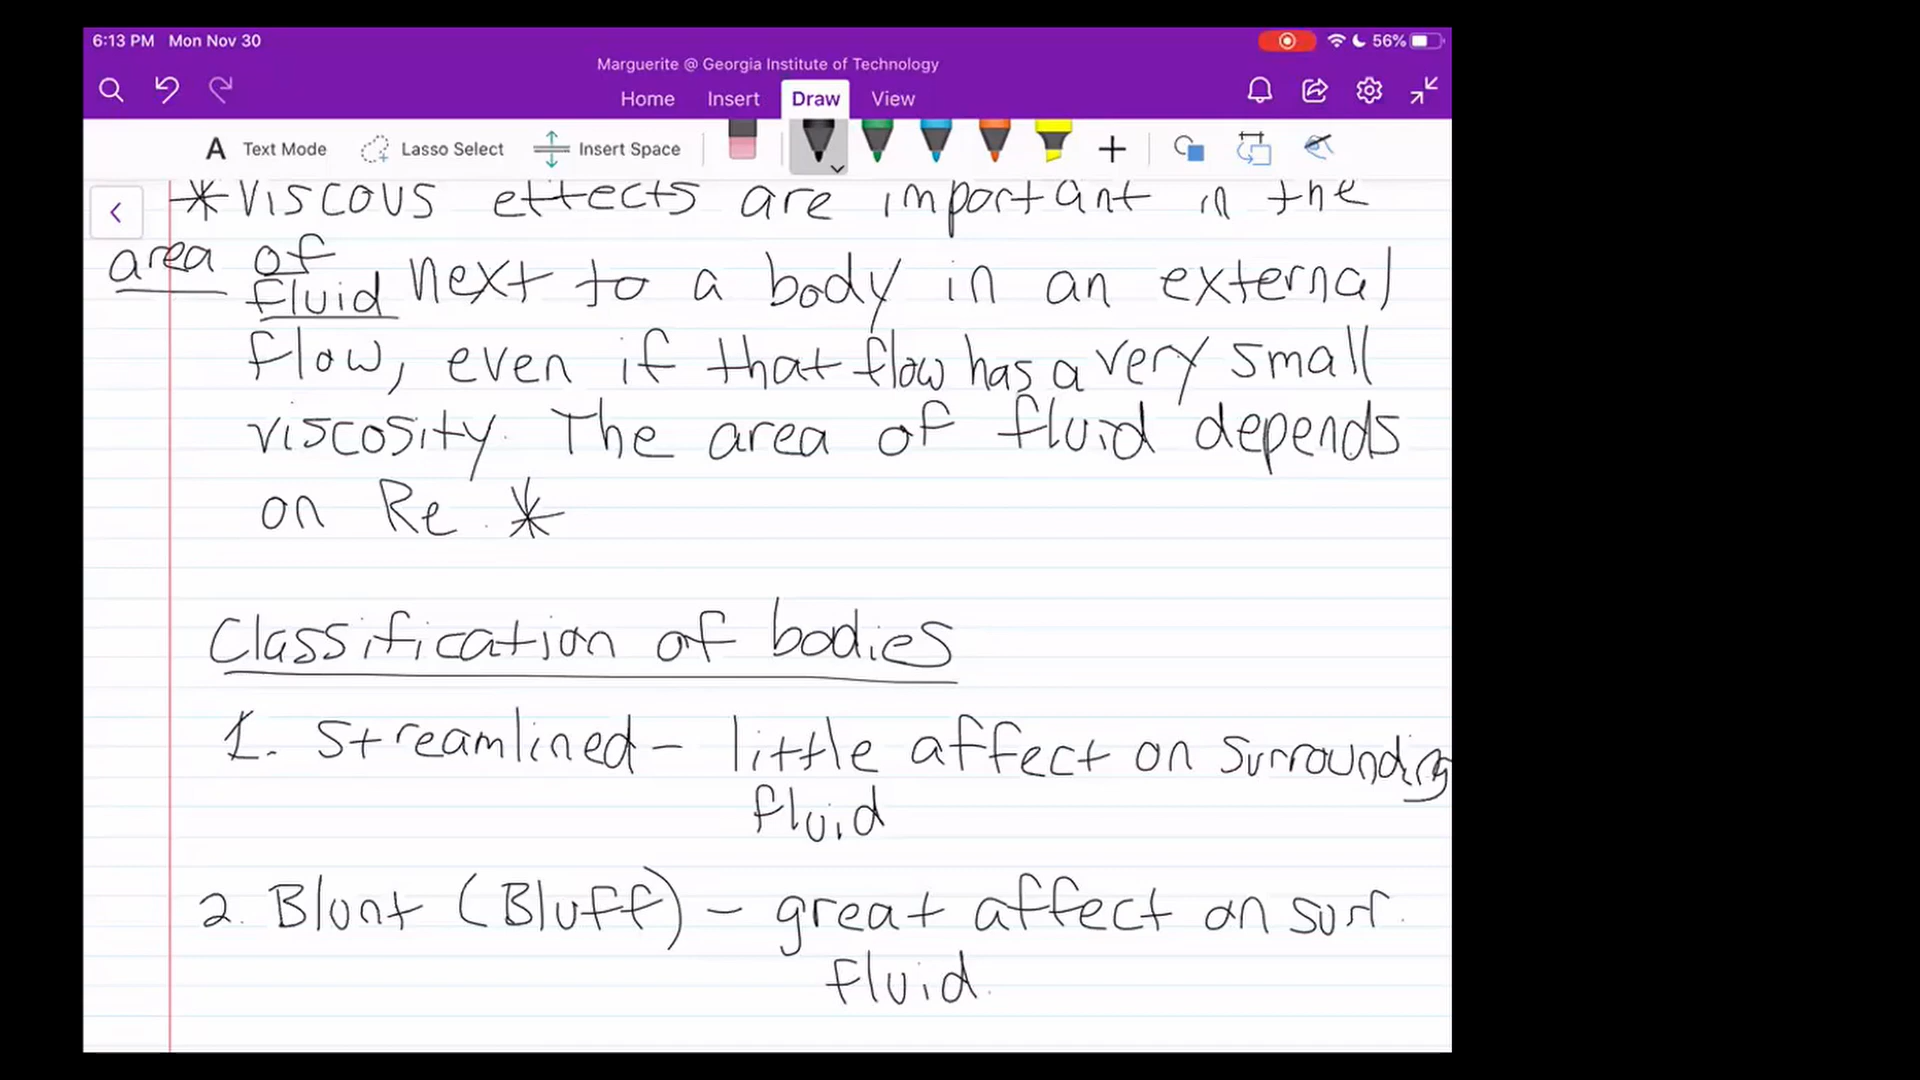 6:13 PM Mon Nov 30
56%
Marguerite @ Georgia Institute of Technology
Home Insert Draw View
A Text Mode Lasso Select Insert Space
*Viscous effects are important in the
area of
fluid next to a body in an external
flow, even if that flow has a very small
viscosity. The area of fluid depends
on Re. *
Classification of bodies
1. Streamlined - little affect on surrounding
fluid
2. Blunt (Bluff) - great affect on surr.
fluid.